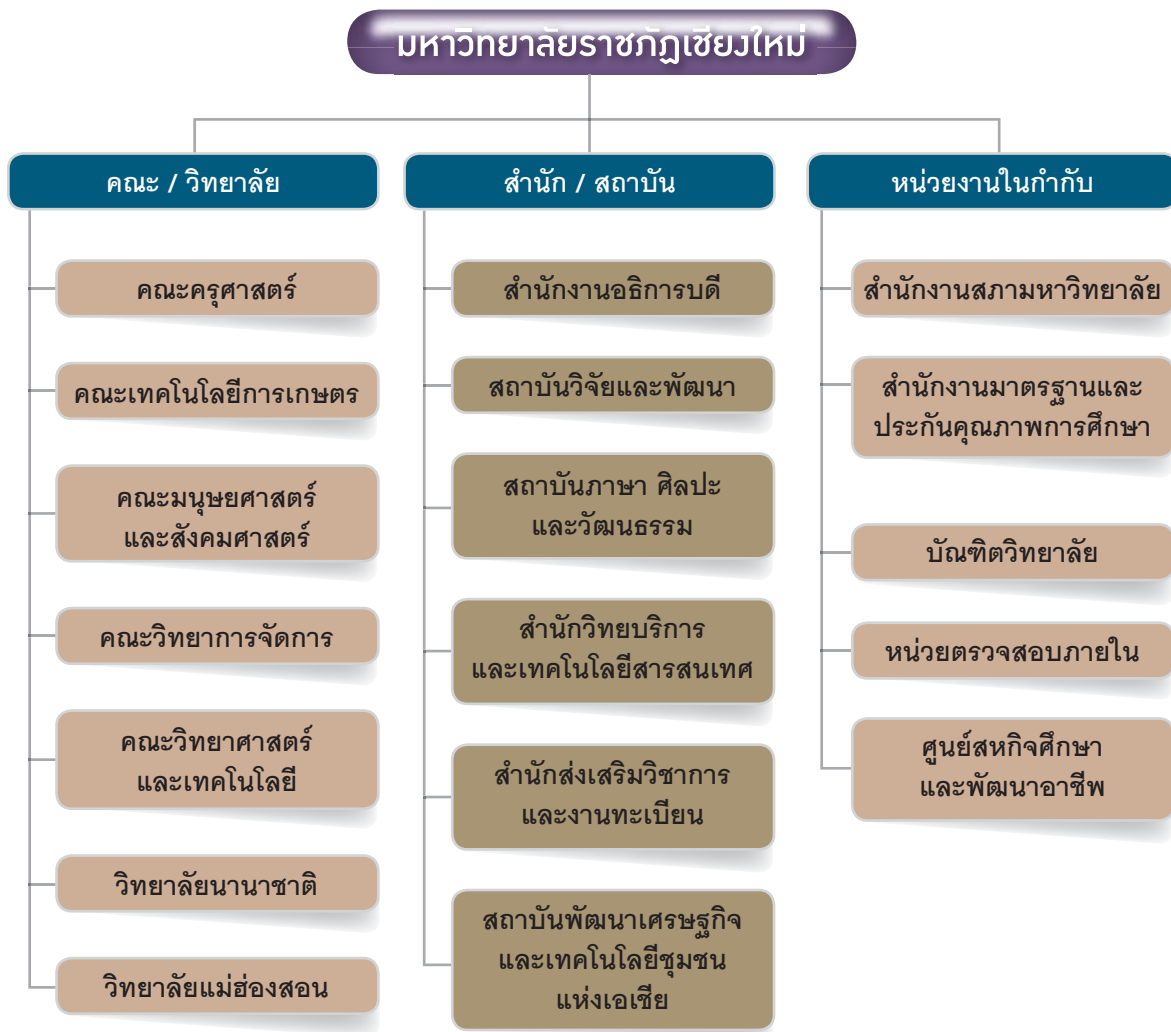 มหาวิทยาลัยราชภัฏเชียงใหม่
คณะ / วิทยาลัย
คณะครุศาสตร์
คณะเทคโนโลยีการเกษตร
คณะมนุษยศาสตร์
และสังคมศาสตร์
คณะวิทยาการจัดการ
คณะวิทยาศาสตร์
และเทคโนโลยี
วิทยาลัยนานาชาติ
วิทยาลัยแม่ฮ่องสอน
สำนัก / สถาบัน
สำนักงานอธิการบดี
สถาบันวิจัยและพัฒนา
สถาบันภาษา ศิลปะ
และวัฒนธรรม
สำนักวิทยบริการ
และเทคโนโลยีสารสนเทศ
สำนักส่งเสริมวิชาการ
และงานทะเบียน
สถาบันพัฒนาเศรษฐกิจ
และเทคโนโลยีชุมชน
แห่งเอเชีย
หน่วยงานในกำกับ
สำนักงานสภามหาวิทยาลัย
สำนักงานมาตรฐานและ
ประกันคุณภาพการศึกษา
บัณฑิตวิทยาลัย
หน่วยตรวจสอบภายใน
ศูนย์สหกิจศึกษา
และพัฒนาอาชีพ